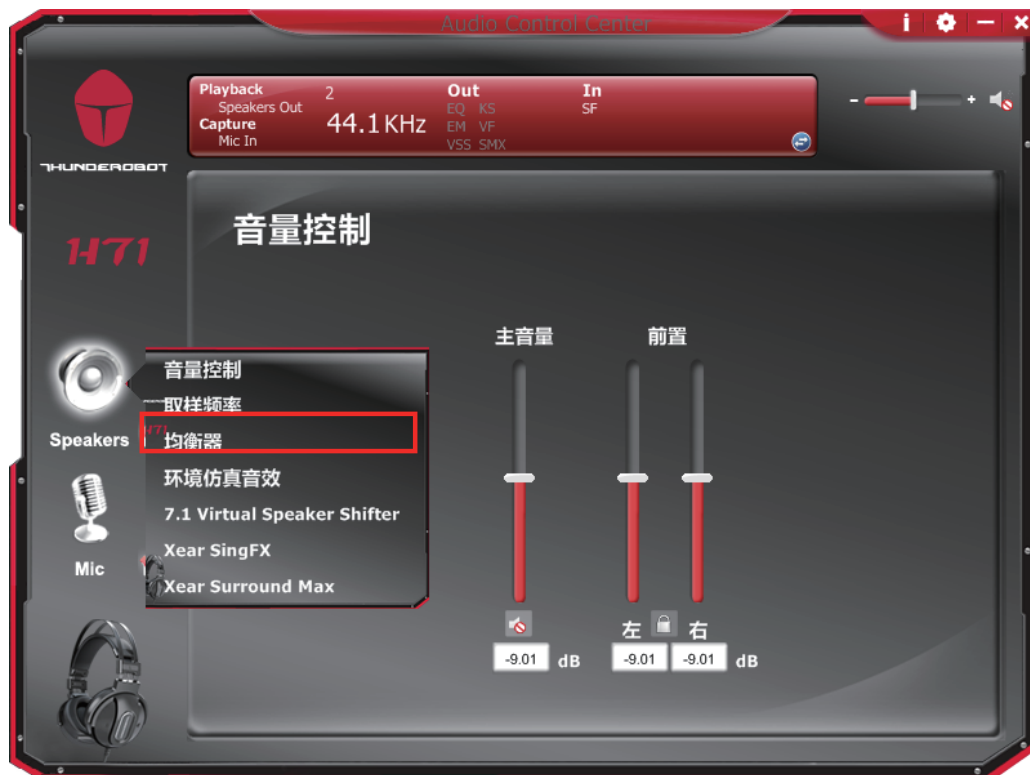 Audio Control Center
i
THUNDEROBOT
Playback 2 Out In
Speakers Out EQ KS SF
Capture 44.1KHz EM VF
Mic In VSS SMX
- +
H71
音量控制
主音量 前置
音量控制
取样频率
H71
均衡器
环境仿真音效
7.1 Virtual Speaker Shifter
Xear SingFX
Xear Surround Max
Speakers
Mic
左 右
-9.01 dB -9.01 -9.01 dB